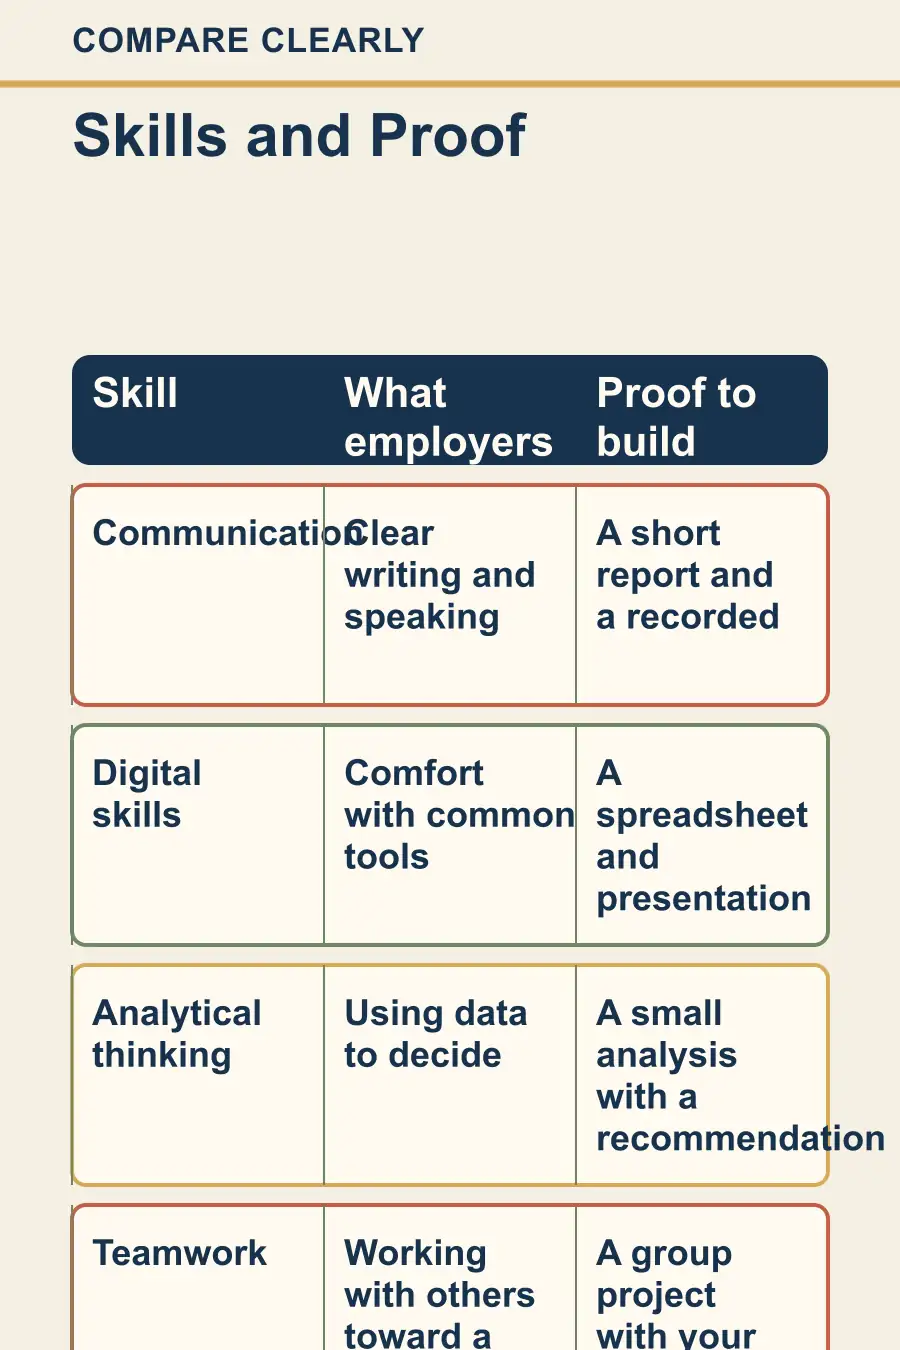 COMPARE CLEARLY
Skills and Proof
Skill
What
employers
Proof to
build
Communication
Clear
writing and
speaking
A short
report and
a recorded
Digital
skills
Comfort
with common
tools
A
spreadsheet
and
presentation
Analytical
thinking
Using data
to decide
A small
analysis
with a
recommendation
Teamwork
Working
with others
toward a
A group
project
with your